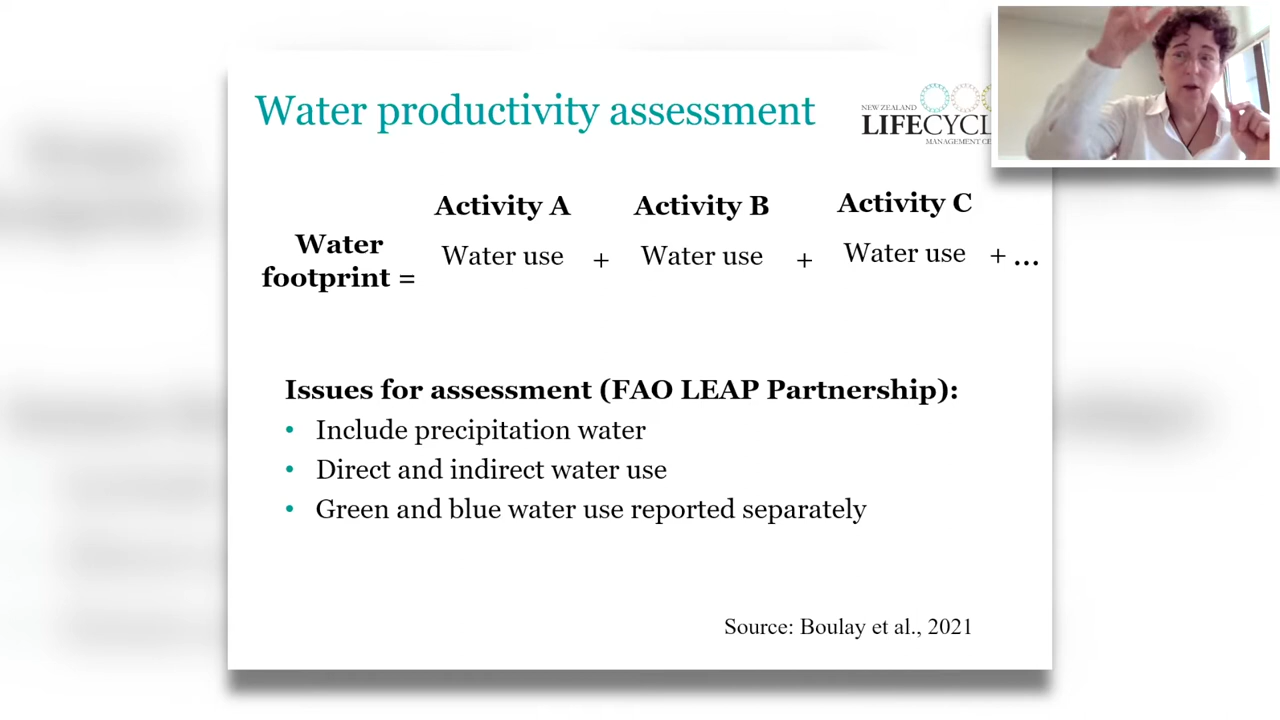 Water productivity assessment
NEW ZEALAND
LIFECYCL
MANAGEMENT CE
Activity A Activity B Activity C
Water footprint = Water use + Water use + Water use + ...
Issues for assessment (FAO LEAP Partnership):
• Include precipitation water
• Direct and indirect water use
• Green and blue water use reported separately
Source: Boulay et al., 2021